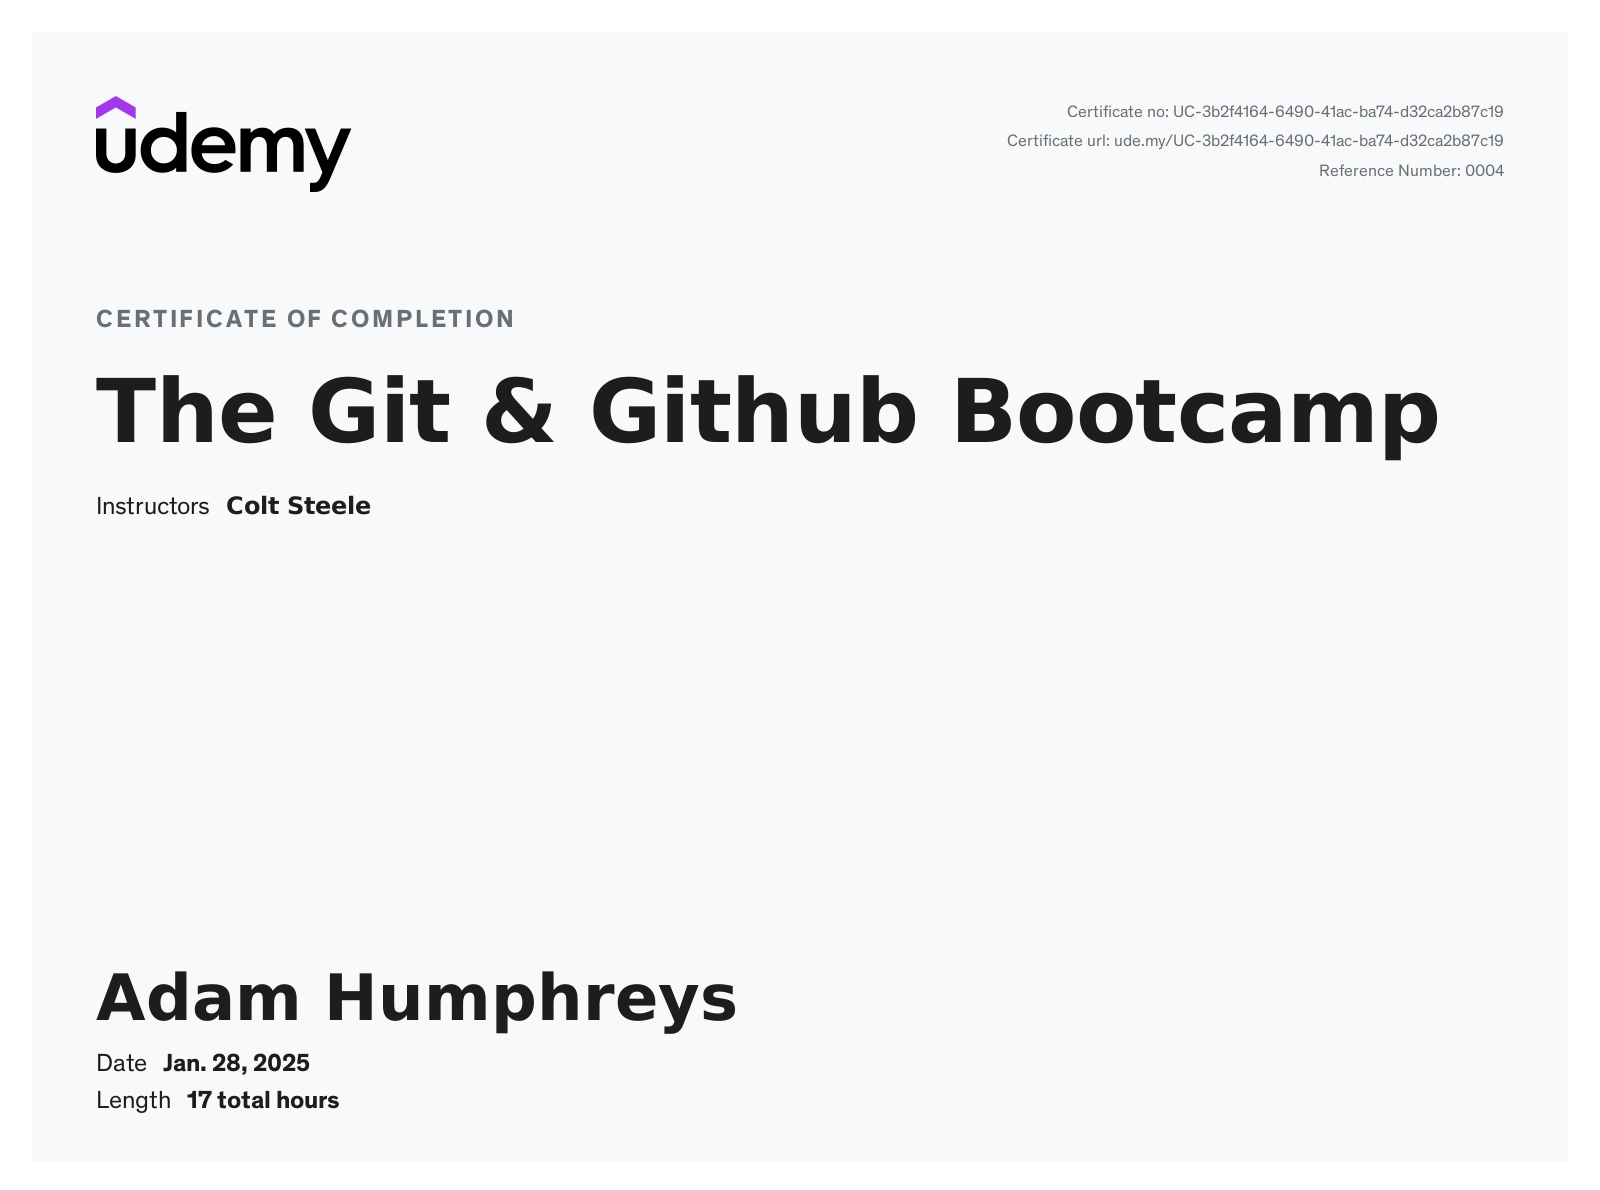 udemy
Certificate no: UC-3b2f4164-6490-41ac-ba74-d32ca2b87c19
Certificate url: ude.my/UC-3b2f4164-6490-41ac-ba74-d32ca2b87c19
Reference Number: 0004
CERTIFICATE OF COMPLETION
The Git & Github Bootcamp
Instructors Colt Steele
Adam Humphreys
Date Jan. 28, 2025
Length 17 total hours